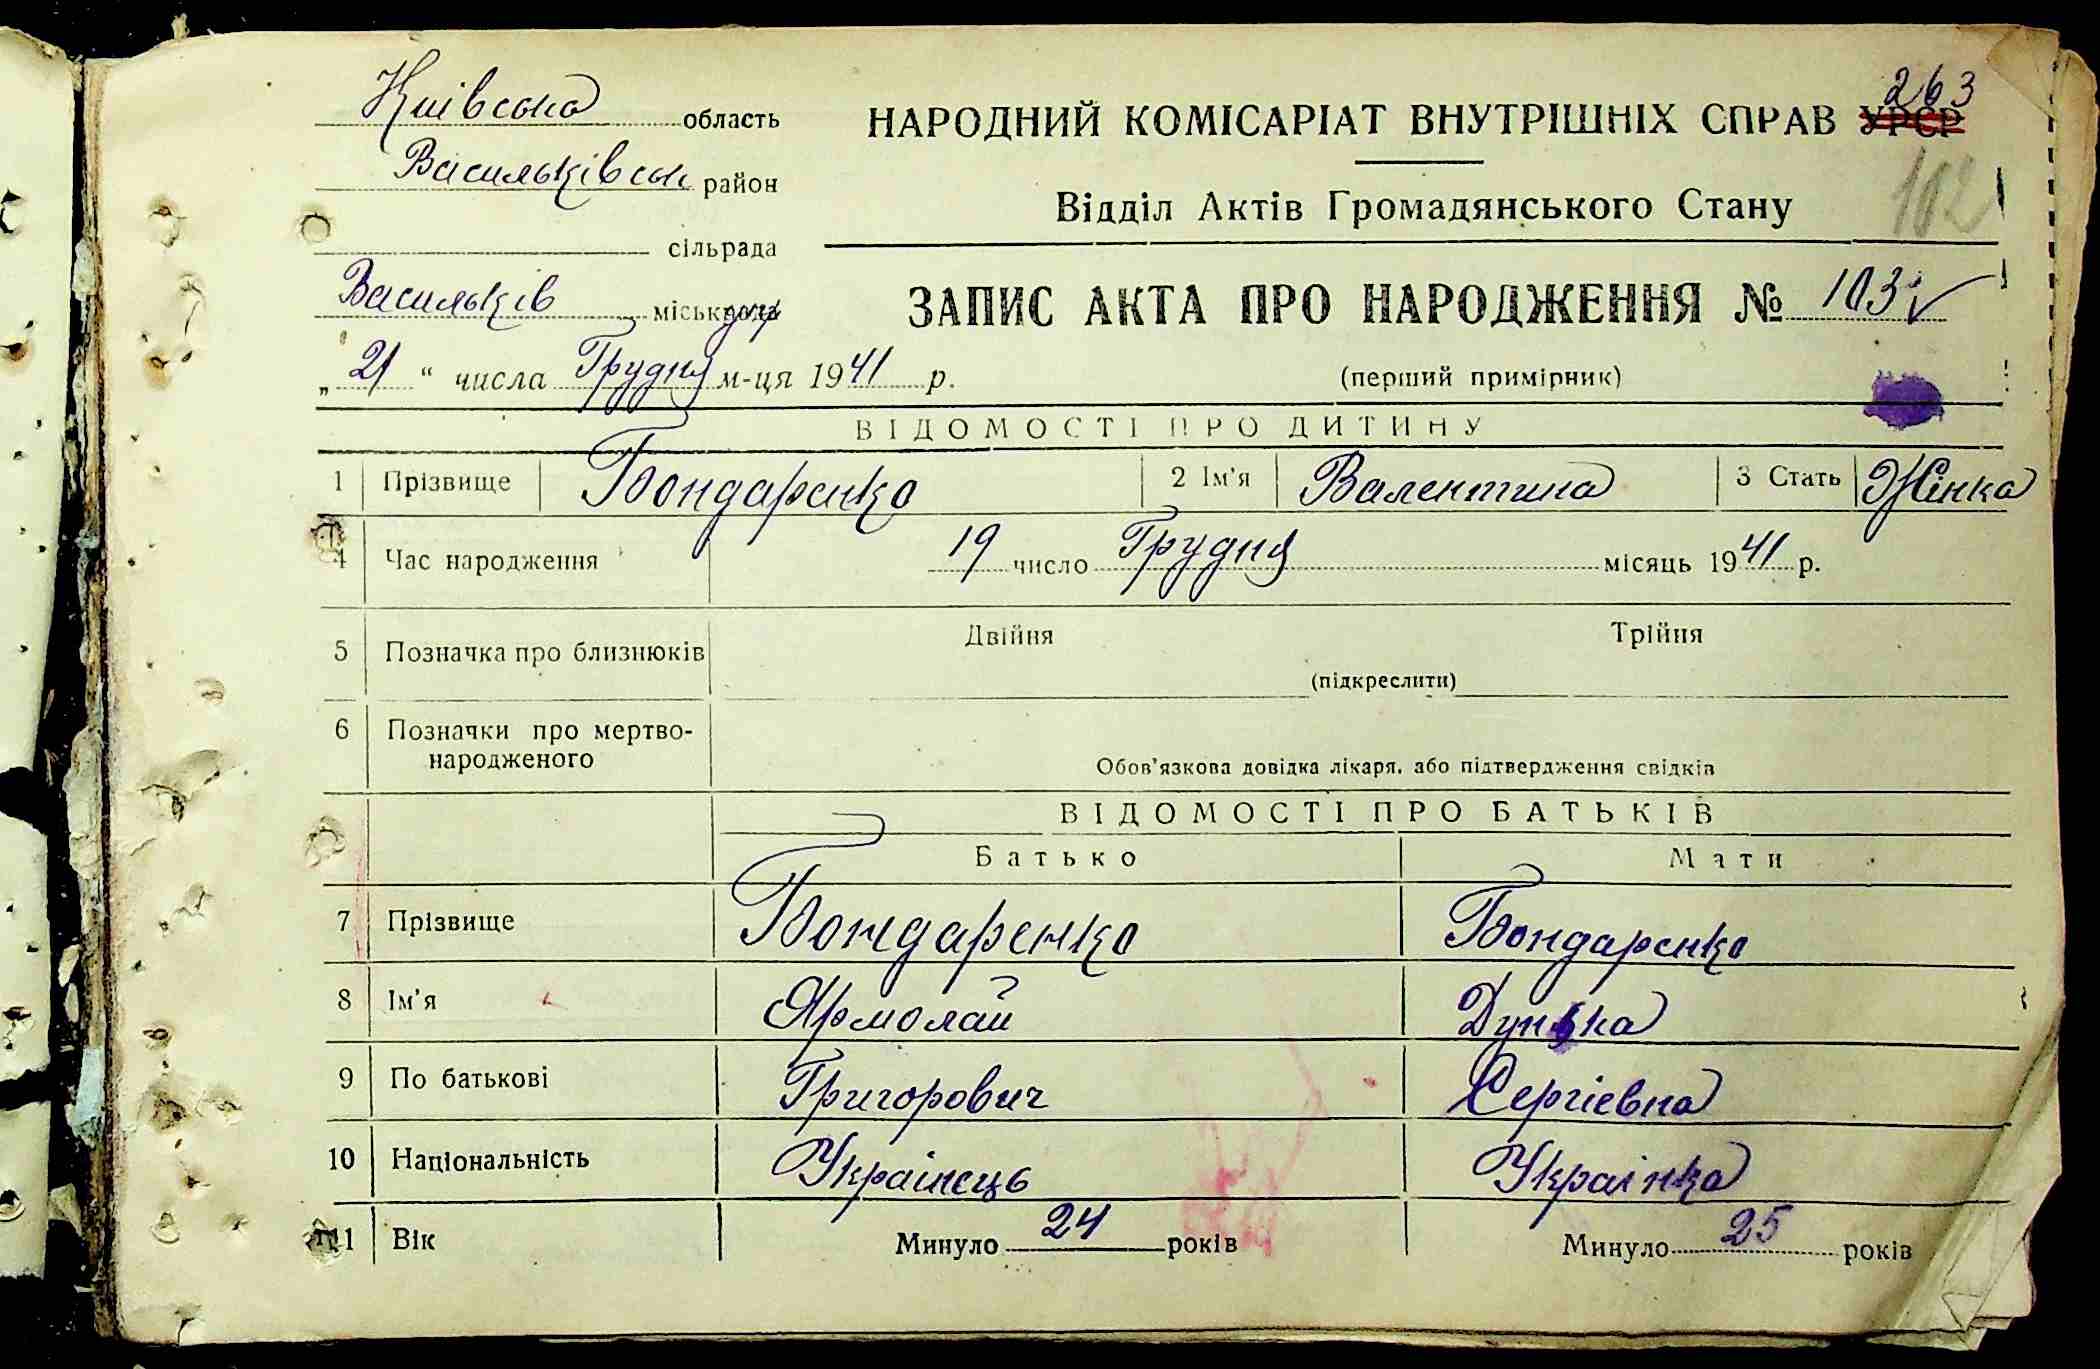 263
Київська область НАРОДНИЙ КОМІСАРІАТ ВНУТРІШНІХ СПРАВ УРСР
Васильківськ район
Відділ Актів Громадянського Стану 102
сільрада
Васильків міськ
ЗАПИС АКТА ПРО НАРОДЖЕННЯ № 103
„21“ числа Грудня м-ця 1941 р. (перший примірник)
ВІДОМОСТІ ПРО ДИТИНУ
1 Прізвище Бондаренко 2 Ім'я Валентина 3 Стать Жінка
4 Час народження 19 число Грудня місяць 1941 р.
5 Позначка про близнюків Двійня Трійня
(підкреслити)
6 Позначки про мертво-
народженого
Обов'язкова довідка лікаря, або підтвердження свідків
ВІДОМОСТІ ПРО БАТЬКІВ
Батько Мати
7 Прізвище Бондаренко Бондаренко
8 Ім'я Ярмолай Дунька
9 По батькові Григорович Сергієвна
10 Національність Українець Українка
11 Вік Минуло 24 років Минуло 25 років